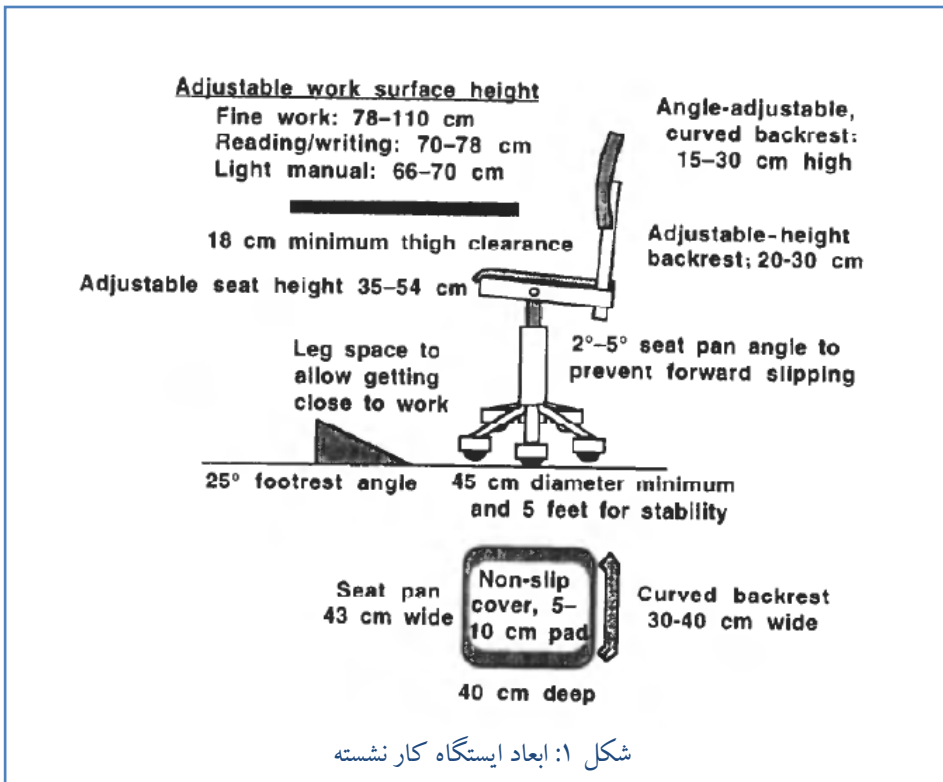 Adjustable work surface height
Fine work: 78–110 cm
Reading/writing: 70–78 cm
Light manual: 66–70 cm
Angle-adjustable,
curved backrest:
15–30 cm high
18 cm minimum thigh clearance
Adjustable-height
backrest; 20-30 cm
Adjustable seat height 35–54 cm
Leg space to
allow getting
close to work
2°–5° seat pan angle to
prevent forward slipping
25° footrest angle
45 cm diameter minimum
and 5 feet for stability
Seat pan
43 cm wide
Non-slip
cover, 5–
10 cm pad
Curved backrest
30-40 cm wide
40 cm deep
شکل ۱: ابعاد ایستگاه کار نشسته